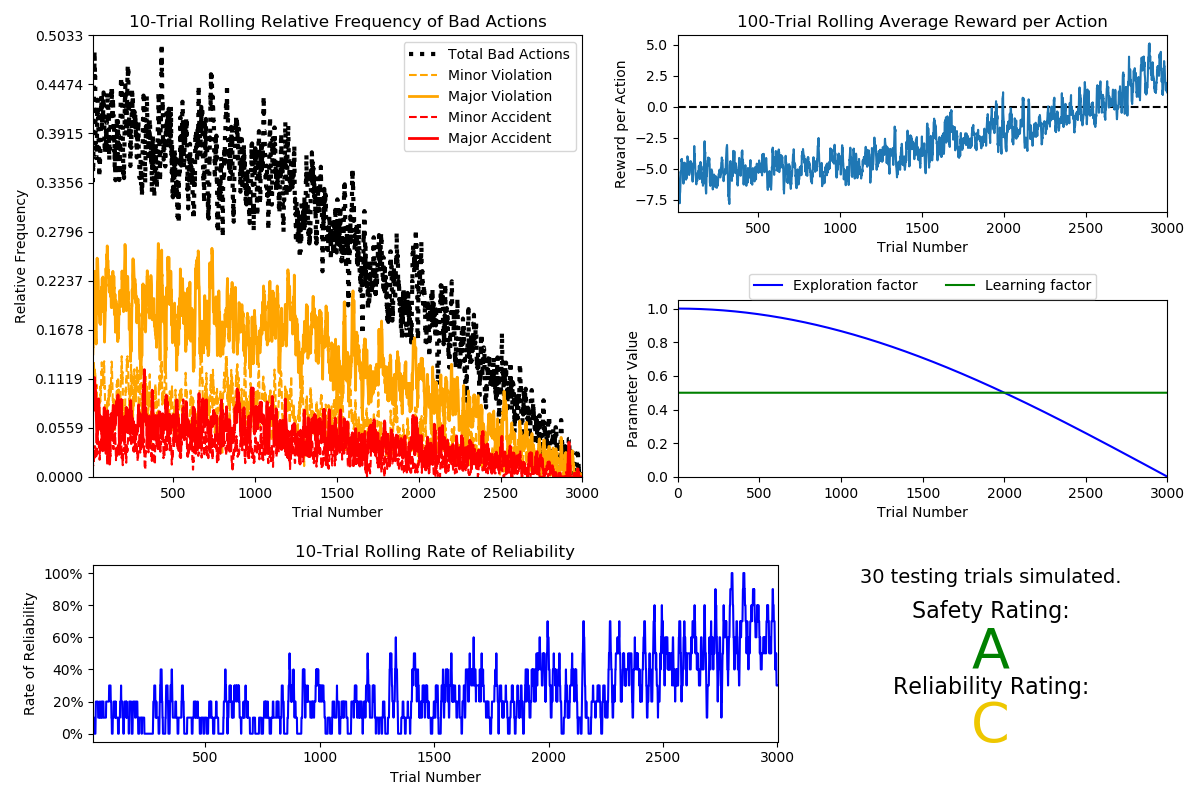 10-Trial Rolling Relative Frequency of Bad Actions
0.5033
0.4474
0.3915
0.3356
0.2796
0.2237
0.1678
0.1119
0.0559
0.0000
Relative Frequency
Total Bad Actions
Minor Violation
Major Violation
Minor Accident
Major Accident
500 1000 1500 2000 2500 3000
Trial Number
100-Trial Rolling Average Reward per Action
5.0
2.5
0.0
−2.5
−5.0
−7.5
Reward per Action
500 1000 1500 2000 2500 3000
Trial Number
Exploration factor Learning factor
1.0
0.8
0.6
0.4
0.2
0.0
Parameter Value
0 500 1000 1500 2000 2500 3000
Trial Number
10-Trial Rolling Rate of Reliability
100%
80%
60%
40%
20%
0%
Rate of Reliability
500 1000 1500 2000 2500 3000
Trial Number
30 testing trials simulated.
Safety Rating:
A
Reliability Rating:
C